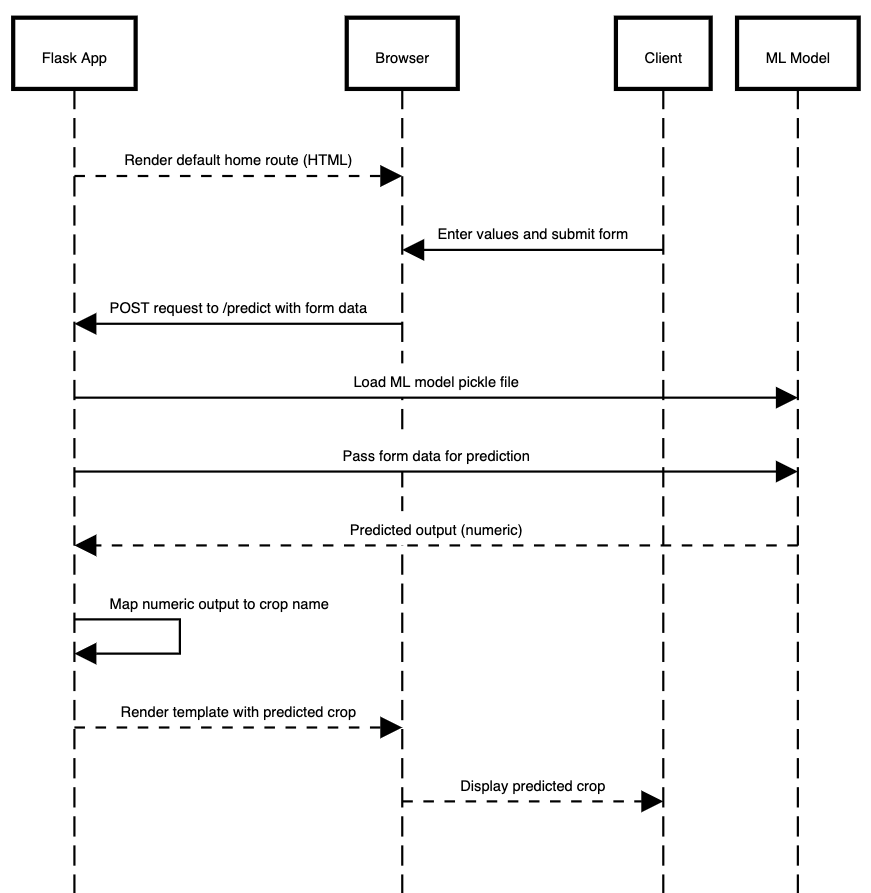 Flask App
Browser
Client
ML Model
Render default home route (HTML)
Enter values and submit form
POST request to /predict with form data
Load ML model pickle file
Pass form data for prediction
Predicted output (numeric)
Map numeric output to crop name
Render template with predicted crop
Display predicted crop